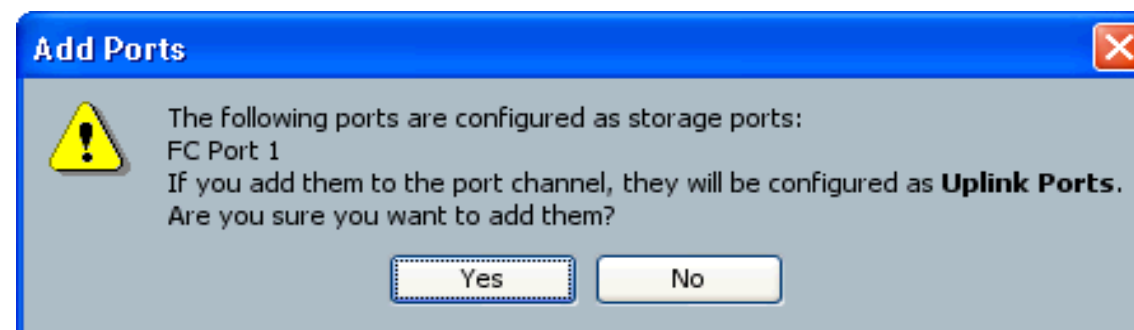 Add Ports
The following ports are configured as storage ports:
FC Port 1
If you add them to the port channel, they will be configured as Uplink Ports.
Are you sure you want to add them?
Yes
No